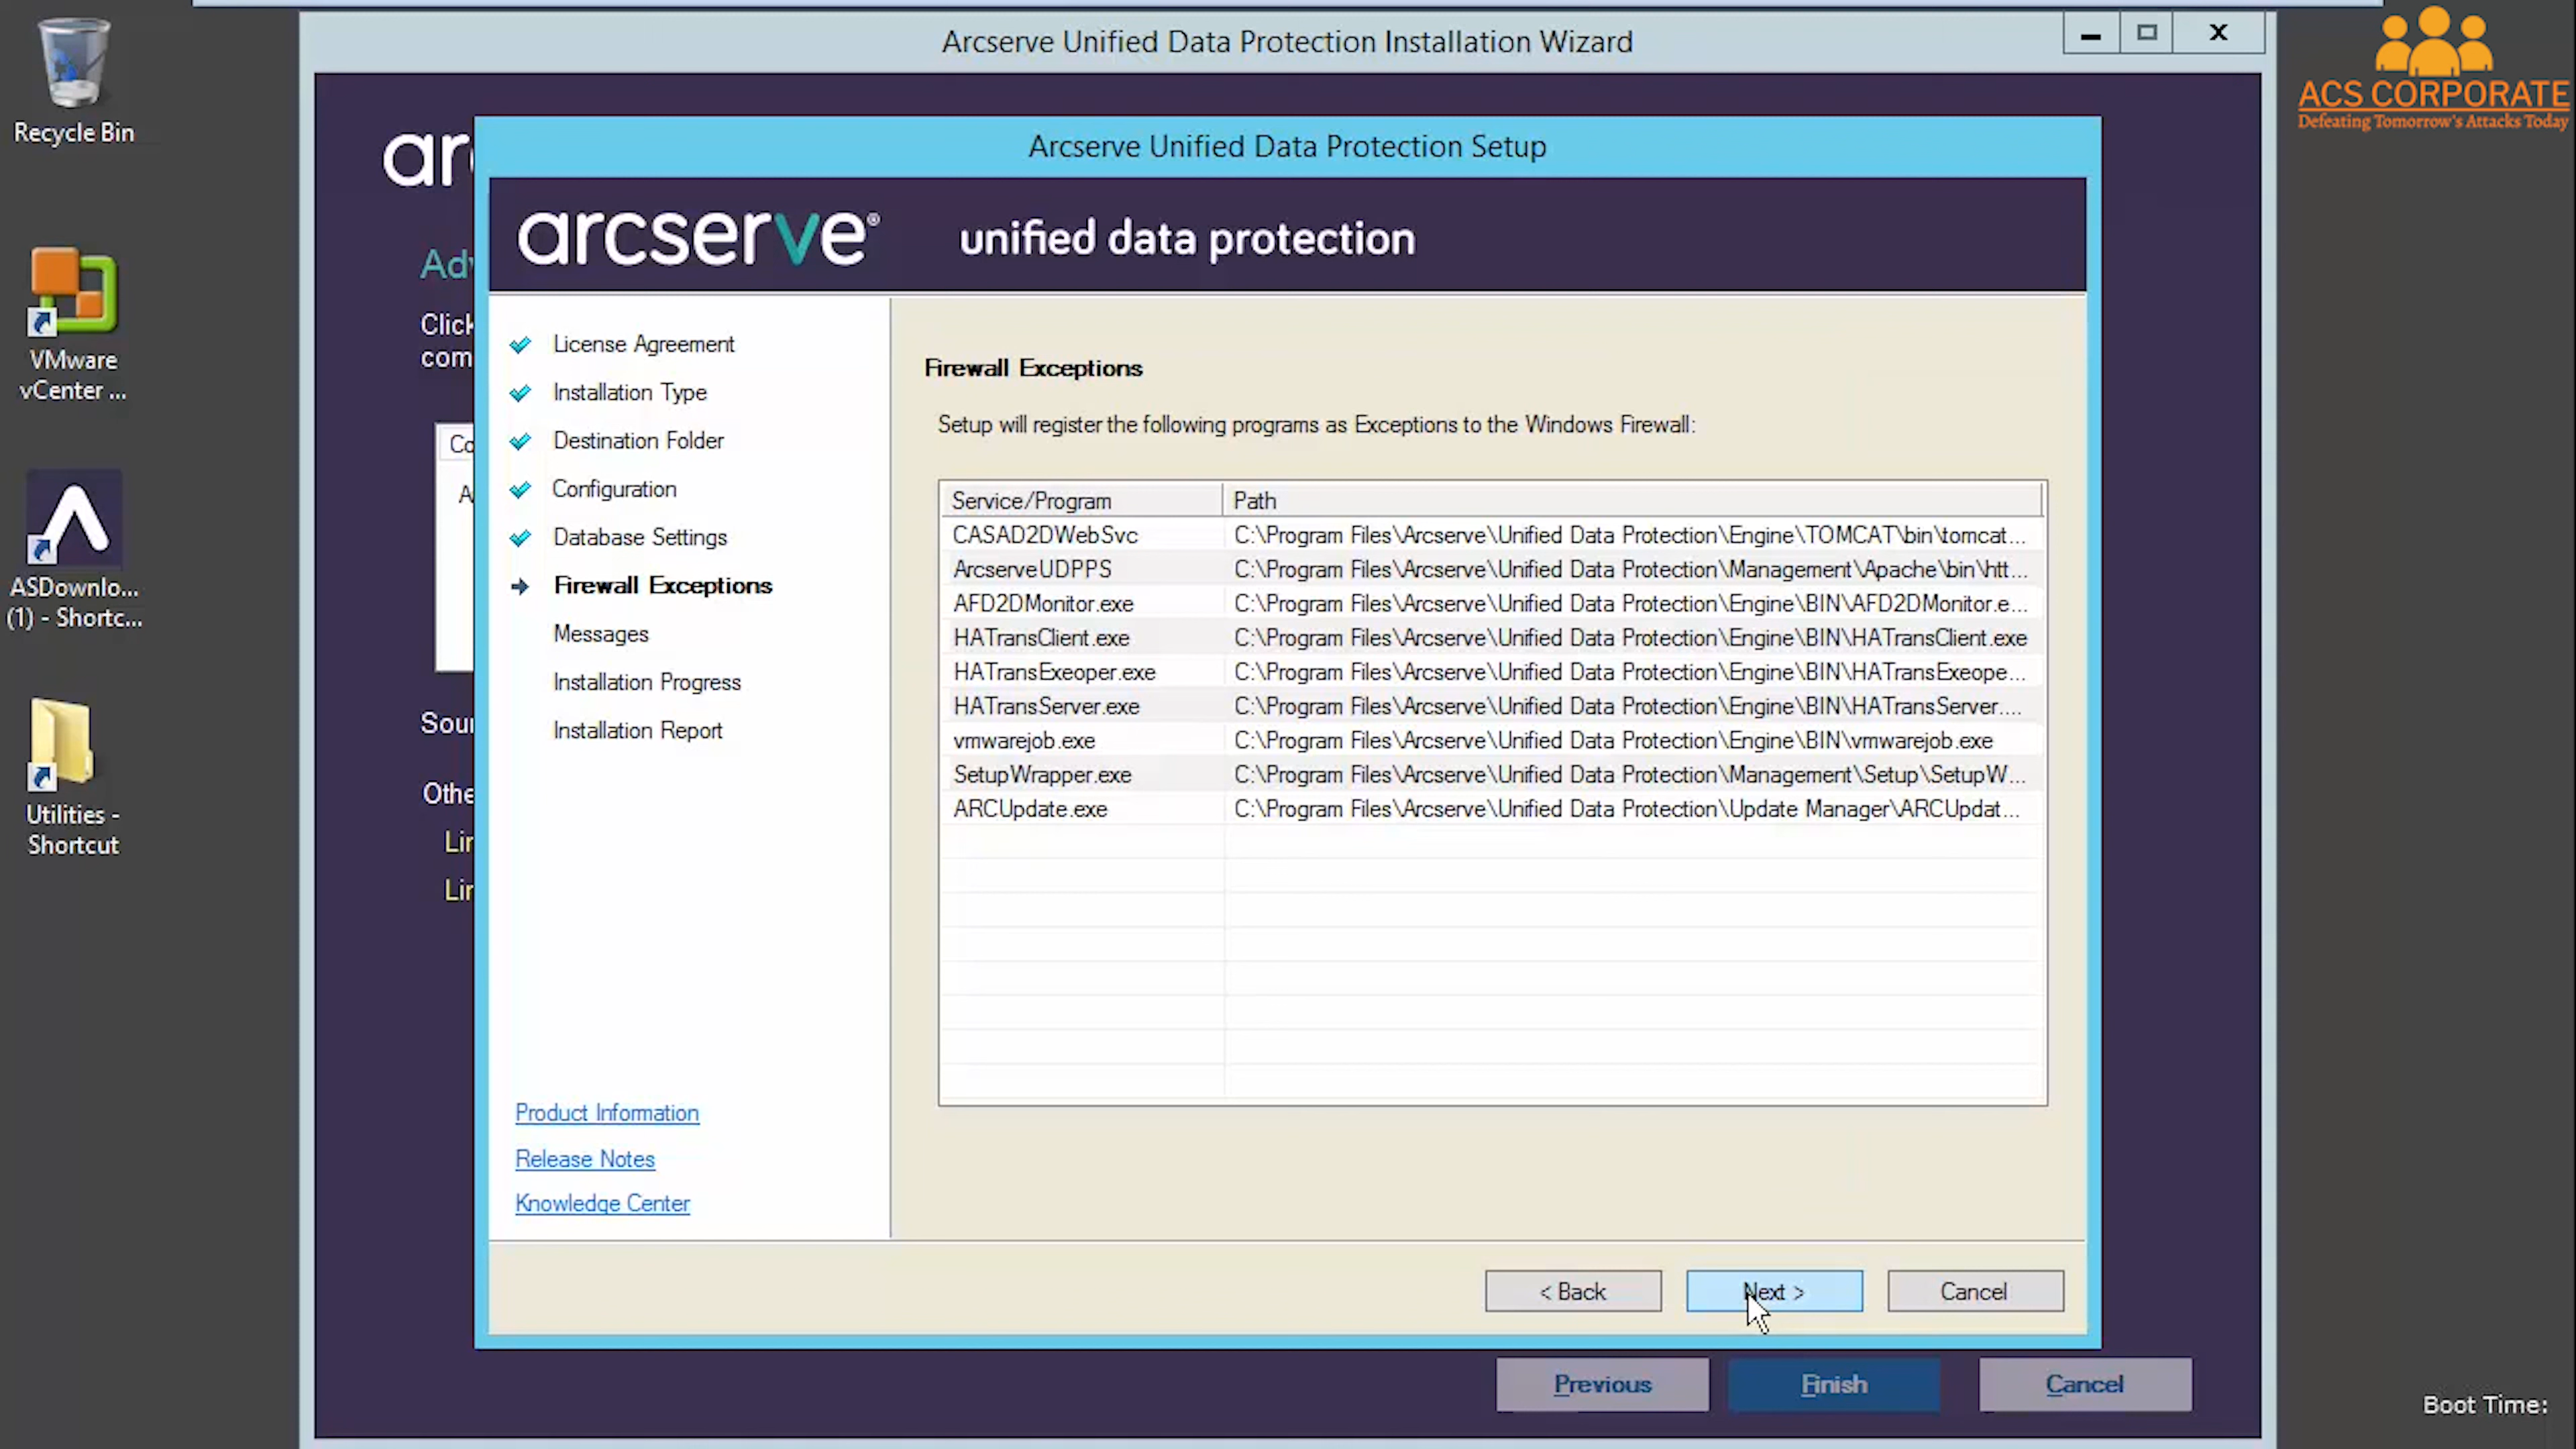 Arcserve Unified Data Protection Installation Wizard
ACS CORPORATE
Defeating Tomorrow's Attacks Today
Recycle Bin
VMware
vCenter ...
ASDownlo...
(1) - Shortc...
Utilities -
Shortcut
Arcserve Unified Data Protection Setup
arcserve® unified data protection
License Agreement
Installation Type
Destination Folder
Configuration
Database Settings
Firewall Exceptions
Messages
Installation Progress
Installation Report
Product Information
Release Notes
Knowledge Center
Firewall Exceptions
Setup will register the following programs as Exceptions to the Windows Firewall:
Service/Program Path
CASAD2DWebSvc C:\Program Files\Arcserve\Unified Data Protection\Engine\TOMCAT\bin\tomcat...
ArcserveUDPPS C:\Program Files\Arcserve\Unified Data Protection\Management\Apache\bin\htt...
AFD2DMonitor.exe C:\Program Files\Arcserve\Unified Data Protection\Engine\BIN\AFD2DMonitor.e...
HATransClient.exe C:\Program Files\Arcserve\Unified Data Protection\Engine\BIN\HATransClient.exe
HATransExeoper.exe C:\Program Files\Arcserve\Unified Data Protection\Engine\BIN\HATransExeope...
HATransServer.exe C:\Program Files\Arcserve\Unified Data Protection\Engine\BIN\HATransServer....
vmwarejob.exe C:\Program Files\Arcserve\Unified Data Protection\Engine\BIN\vmwarejob.exe
SetupWrapper.exe C:\Program Files\Arcserve\Unified Data Protection\Management\Setup\SetupW...
ARCUpdate.exe C:\Program Files\Arcserve\Unified Data Protection\Update Manager\ARCUpdat...
< Back Next > Cancel
Previous Finish Cancel
Boot Time: